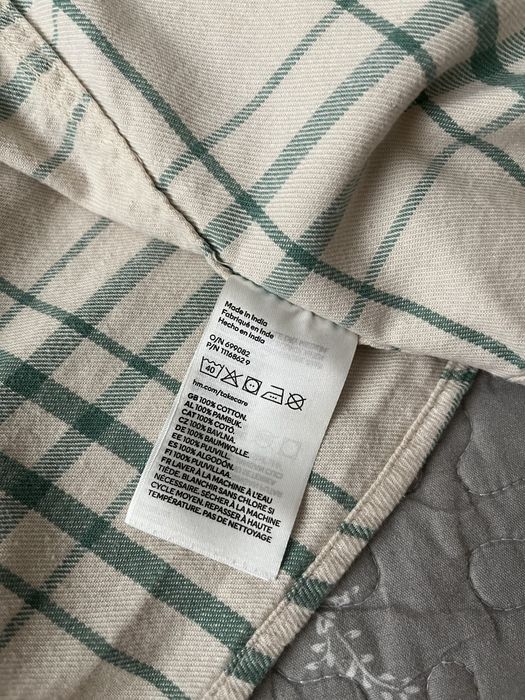 Made in India
Fabriqué en Inde
Hecho en India
O/N 699082
P/N 1116862 9
40
hm.com/takecare
GB 100% COTTON.
AL 100% PAMBUK.
CAT 100% COTÓ.
CZ 100% BAVLNA.
DE 100% BAUMWOLLE.
EE 100% PUUVILL.
ES 100% ALGODÓN.
FI 100% PUUVILLAA.
FR LAVER À LA MACHINE À L'EAU
TIÈDE. BLANCHIR SANS CHLORE SI
NÉCESSAIRE. SÉCHER À LA MACHINE
CYCLE MOYEN. REPASSER À HAUTE
TEMPÉRATURE. PAS DE NETTOYAGE